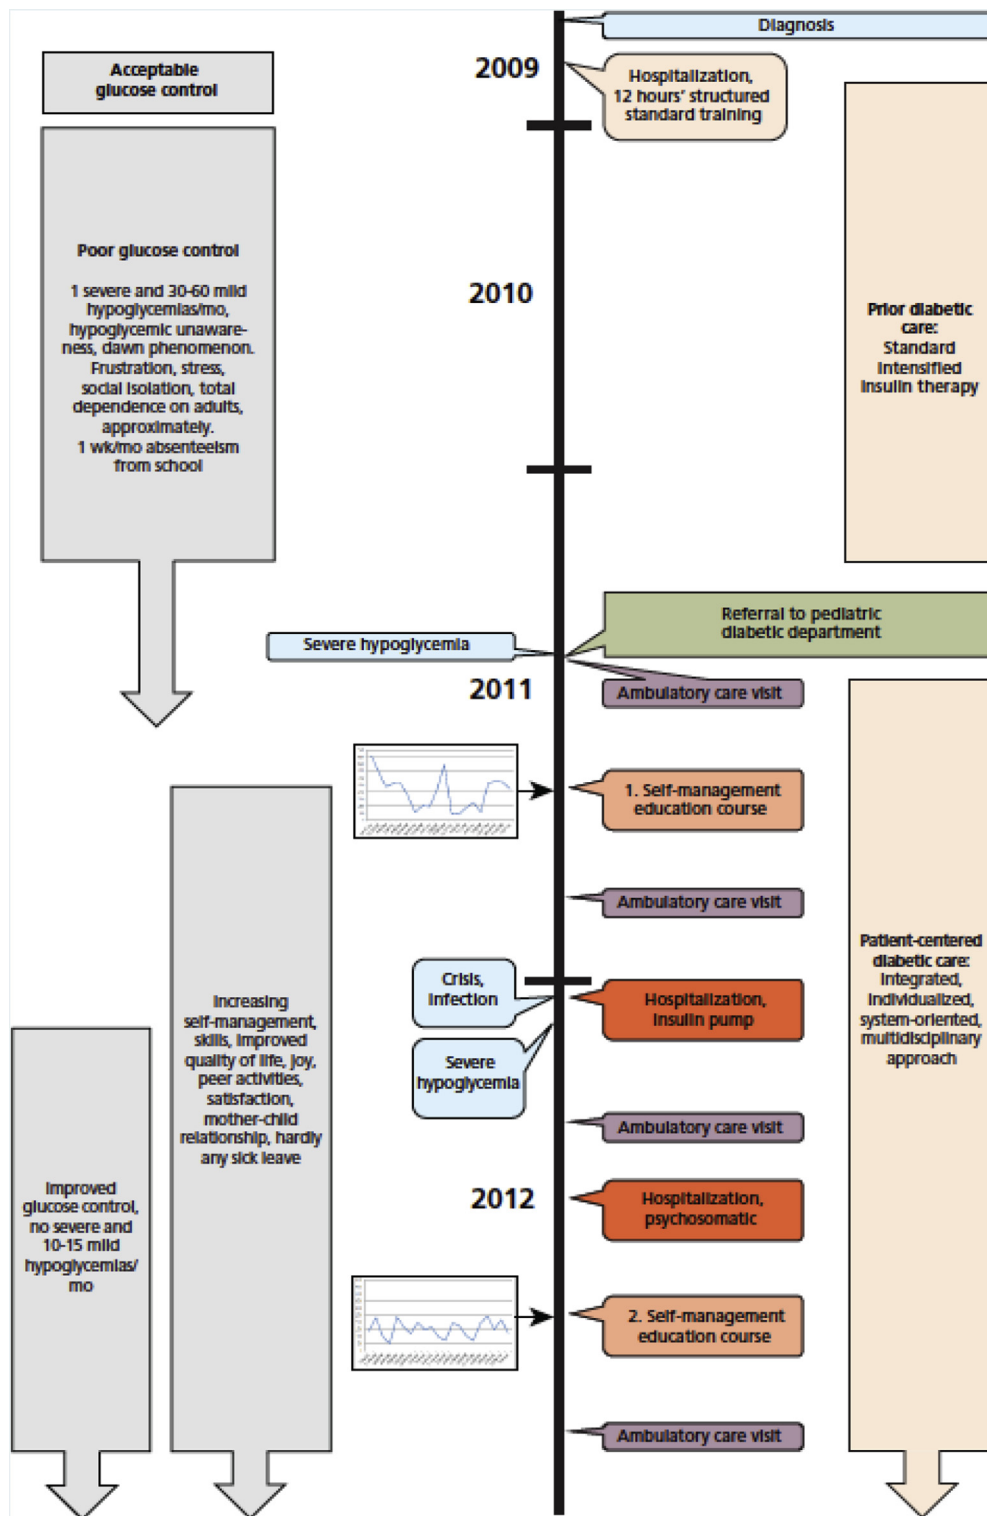 Diagnosis
Acceptable
glucose control
2009
Hospitalization,
12 hours’ structured
standard training
Poor glucose control
1 severe and 30-60 mild
hypoglycemias/mo,
hypoglycemic unaware-
ness, dawn phenomenon.
Frustration, stress,
social isolation, total
dependence on adults,
approximately.
1 wk/mo absenteeism
from school
2010
Prior diabetic
care:
Standard
intensified
insulin therapy
Referral to pediatric
diabetic department
Severe hypoglycemia
2011
Ambulatory care visit
1. Self-management
education course
Ambulatory care visit
Crisis,
infection
Hospitalization,
insulin pump
Severe
hypoglycemia
Patient-centered
diabetic care:
Integrated,
individualized,
system-oriented,
multidisciplinary
approach
Increasing
self-management,
skills, improved
quality of life, joy,
peer activities,
satisfaction,
mother-child
relationship, hardly
any sick leave
Ambulatory care visit
Improved
glucose control,
no severe and
10-15 mild
hypoglycemias/
mo
2012
Hospitalization,
psychosomatic
2. Self-management
education course
Ambulatory care visit